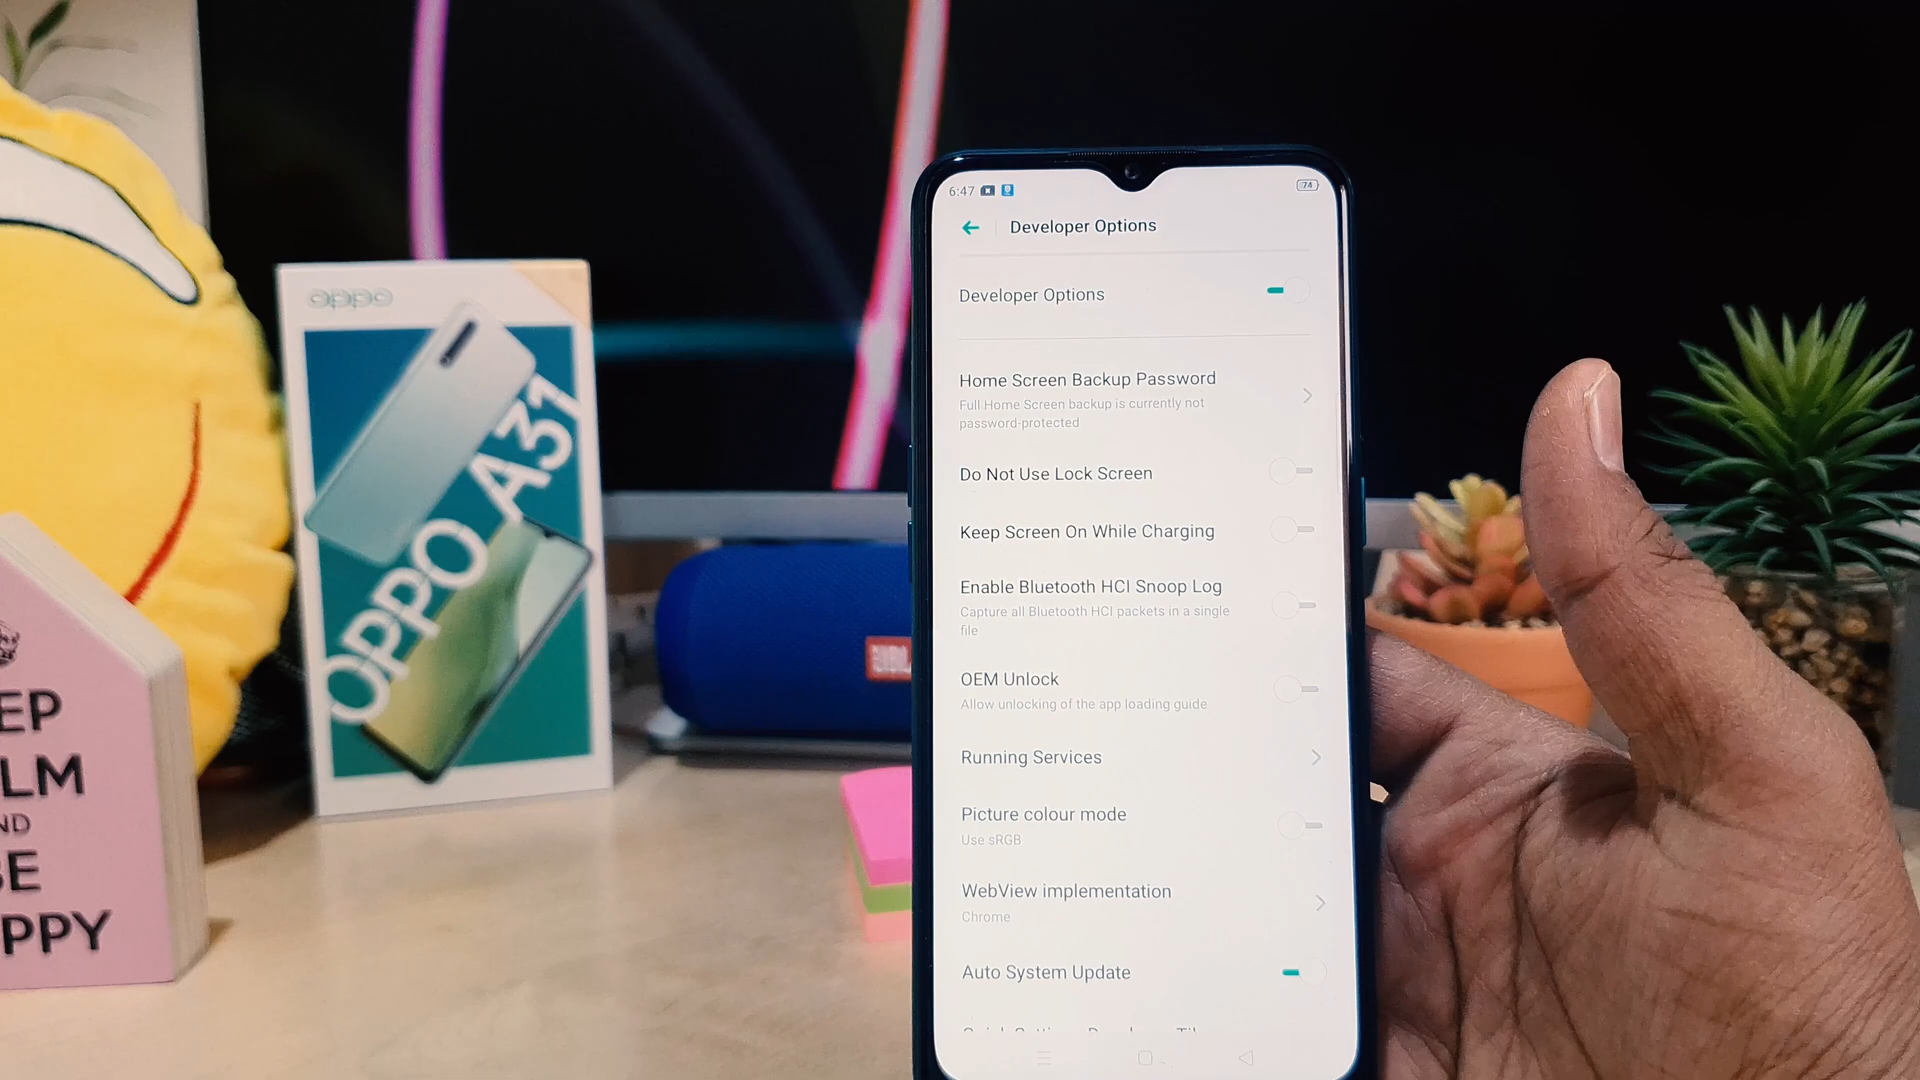 EP
LM
ND
BE
PPY
oppo
OPPO A31
JBL
6:47
74
Developer Options
Developer Options
Home Screen Backup Password
Full Home Screen backup is currently not
password-protected
Do Not Use Lock Screen
Keep Screen On While Charging
Enable Bluetooth HCI Snoop Log
Capture all Bluetooth HCI packets in a single
file
OEM Unlock
Allow unlocking of the app loading guide
Running Services
Picture colour mode
Use sRGB
WebView implementation
Chrome
Auto System Update